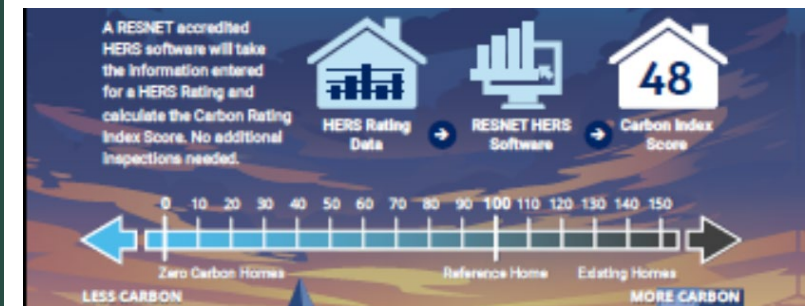 A RESNET accredited
HERS software will take
the information entered
for a HERS Rating and
calculate the Carbon Rating
Index Score. No additional
inspections needed.
HERS Rating
Data
RESNET HERS
Software
48
Carbon Index
Score
0 10 20 30 40 50 60 70 80 90 100 110 120 130 140 150
Zero Carbon Homes Reference Home Existing Homes
LESS CARBON MORE CARBON